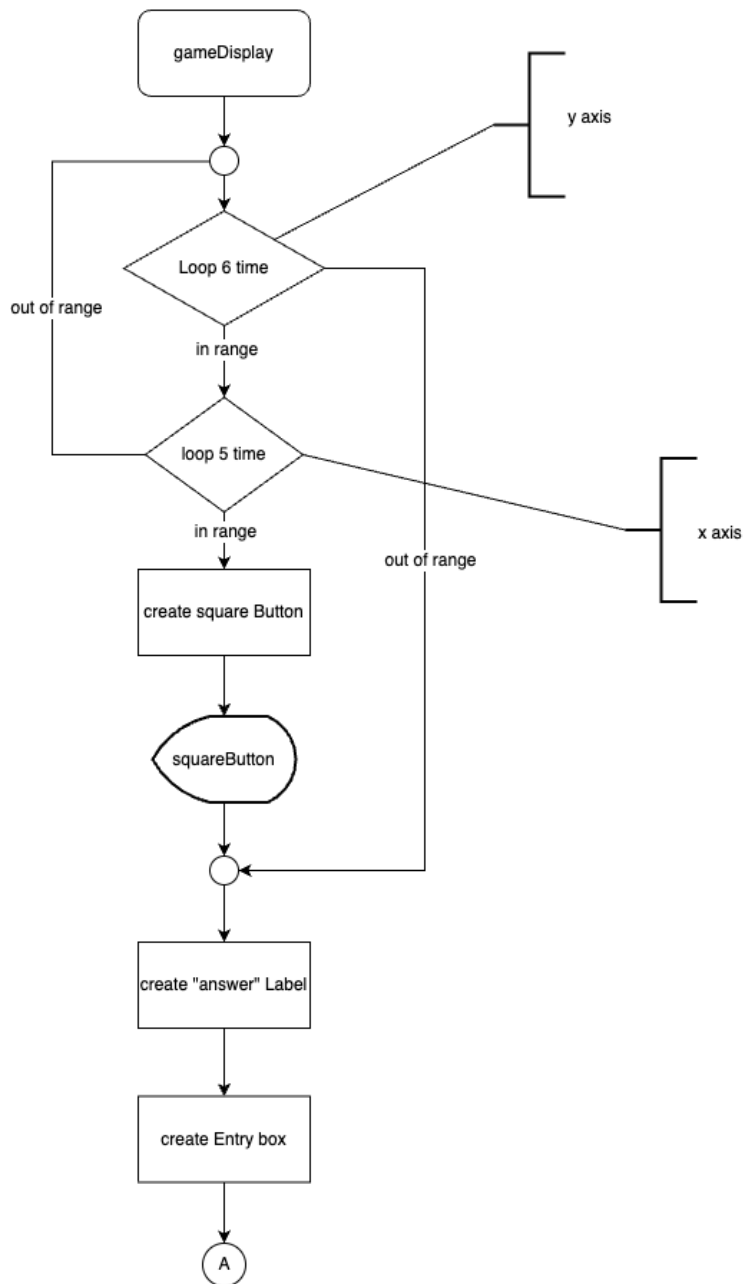 gameDisplay
y axis
Loop 6 time
out of range
in range
loop 5 time
in range
x axis
out of range
create square Button
squareButton
create "answer" Label
create Entry box
A